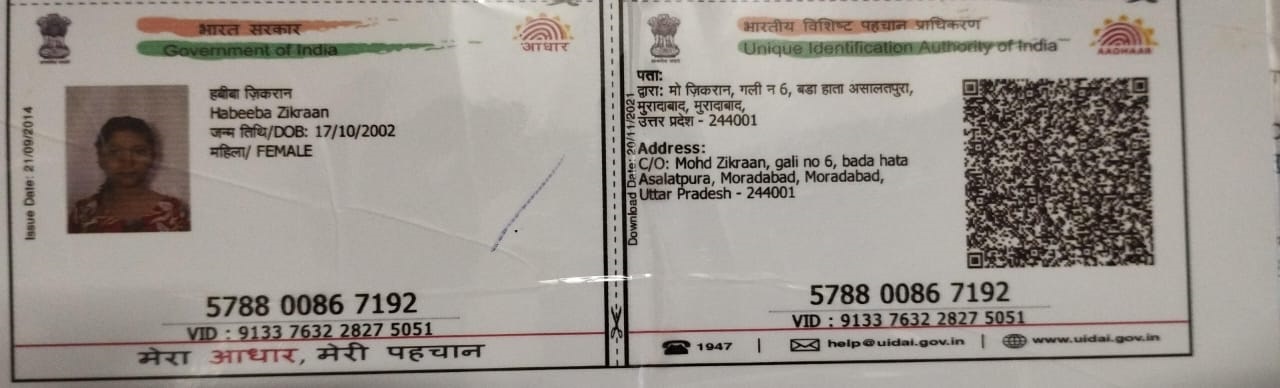 भारत सरकार
Government of India
आधार
Issue Date: 21/09/2014
हबीबा ज़िकरान
Habeeba Zikraan
जन्म तिथि/DOB: 17/10/2002
महिला/ FEMALE
5788 0086 7192
VID : 9133 7632 2827 5051
मेरा आधार, मेरी पहचान
भारतीय विशिष्ट पहचान प्राधिकरण
Unique Identification Authority of India
AADHAAR
Download Date: 20/11/2021
पता:
द्वारा: मो ज़िकरान, गली न 6, बडा हाता असालतपुरा,
मुरादाबाद, मुरादाबाद,
उत्तर प्रदेश - 244001
Address:
C/O: Mohd Zikraan, gali no 6, bada hata
Asalatpura, Moradabad, Moradabad,
Uttar Pradesh - 244001
5788 0086 7192
VID : 9133 7632 2827 5051
1947 | help@uidai.gov.in | www.uidai.gov.in